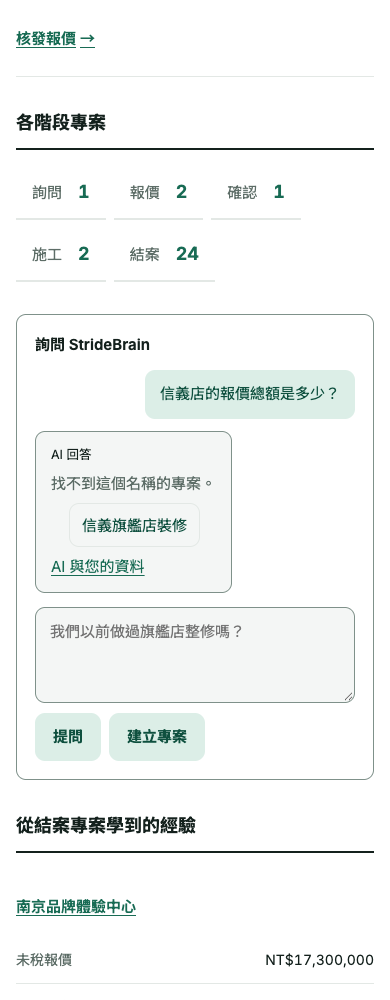 核發報價 →
各階段專案
詢問 1 報價 2 確認 1
施工 2 結案 24
詢問 StrideBrain
信義店的報價總額是多少？
AI 回答
找不到這個名稱的專案。
信義旗艦店裝修
AI 與您的資料
我們以前做過旗艦店整修嗎？
提問 建立專案
從結案專案學到的經驗
南京品牌體驗中心
未稅報價 NT$17,300,000